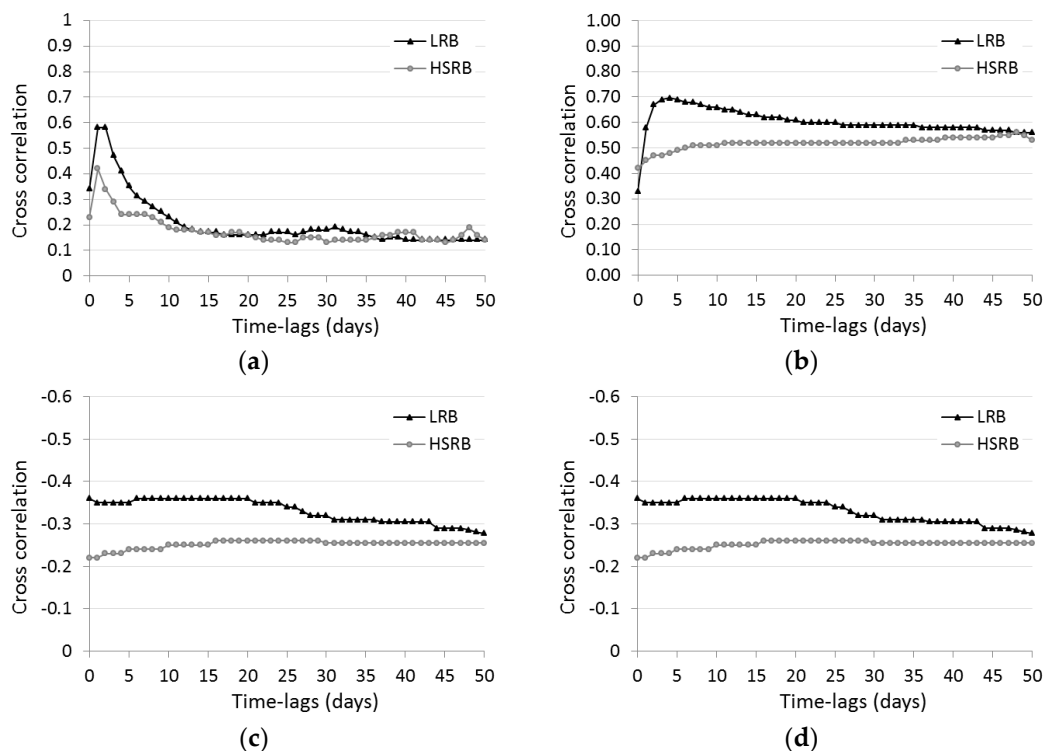 1
0.9
0.8
0.7
0.6
0.5
0.4
0.3
0.2
0.1
0
Cross correlation
LRB
HSRB
0 5 10 15 20 25 30 35 40 45 50
Time-lags (days)
(a)
1.00
0.90
0.80
0.70
0.60
0.50
0.40
0.30
0.20
0.10
0.00
Cross correlation
LRB
HSRB
0 5 10 15 20 25 30 35 40 45 50
Time-lags (days)
(b)
-0.6
-0.5
-0.4
-0.3
-0.2
-0.1
0
Cross correlation
LRB
HSRB
0 5 10 15 20 25 30 35 40 45 50
Time-lags (days)
(c)
-0.6
-0.5
-0.4
-0.3
-0.2
-0.1
0
Cross correlation
LRB
HSRB
0 5 10 15 20 25 30 35 40 45 50
Time-lags (days)
(d)